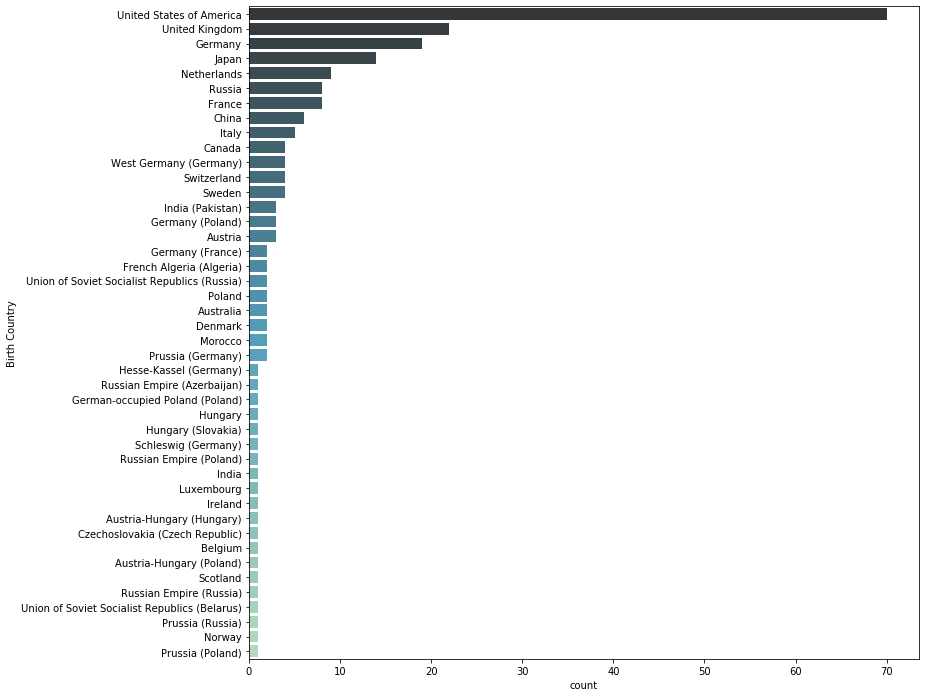 United States of America
United Kingdom
Germany
Japan
Netherlands
Russia
France
China
Italy
Canada
West Germany (Germany)
Switzerland
Sweden
India (Pakistan)
Germany (Poland)
Austria
Germany (France)
French Algeria (Algeria)
Union of Soviet Socialist Republics (Russia)
Poland
Australia
Denmark
Morocco
Prussia (Germany)
Hesse-Kassel (Germany)
Russian Empire (Azerbaijan)
German-occupied Poland (Poland)
Hungary
Hungary (Slovakia)
Schleswig (Germany)
Russian Empire (Poland)
India
Luxembourg
Ireland
Austria-Hungary (Hungary)
Czechoslovakia (Czech Republic)
Belgium
Austria-Hungary (Poland)
Scotland
Russian Empire (Russia)
Union of Soviet Socialist Republics (Belarus)
Prussia (Russia)
Norway
Prussia (Poland)
Birth Country
0 10 20 30 40 50 60 70
count